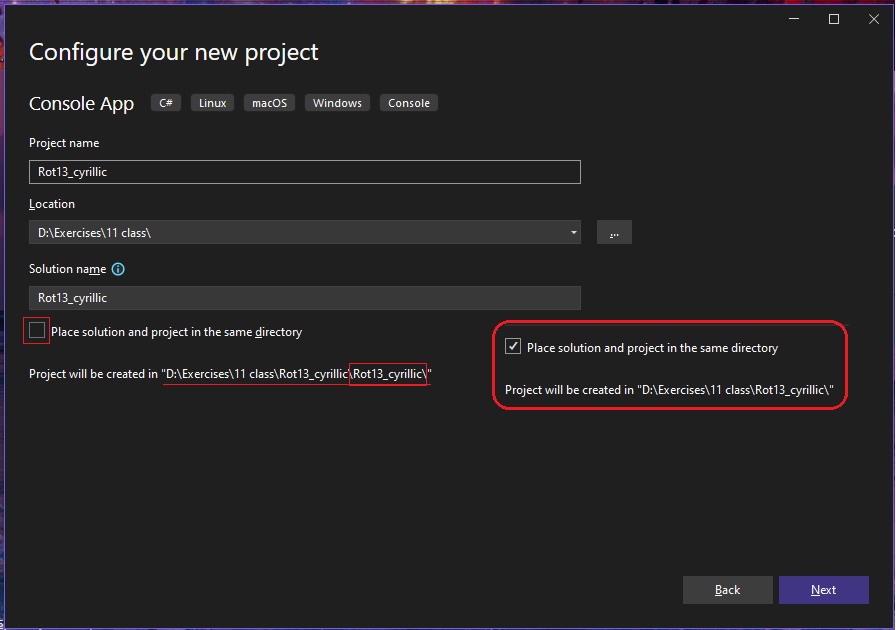 Configure your new project
Console App C# Linux macOS Windows Console
Project name
Rot13_cyrillic
Location
D:\Exercises\11 class\
...
Solution name
Rot13_cyrillic
Place solution and project in the same directory
Project will be created in "D:\Exercises\11 class\Rot13_cyrillic\Rot13_cyrillic\"
Place solution and project in the same directory
Project will be created in "D:\Exercises\11 class\Rot13_cyrillic\"
Back Next